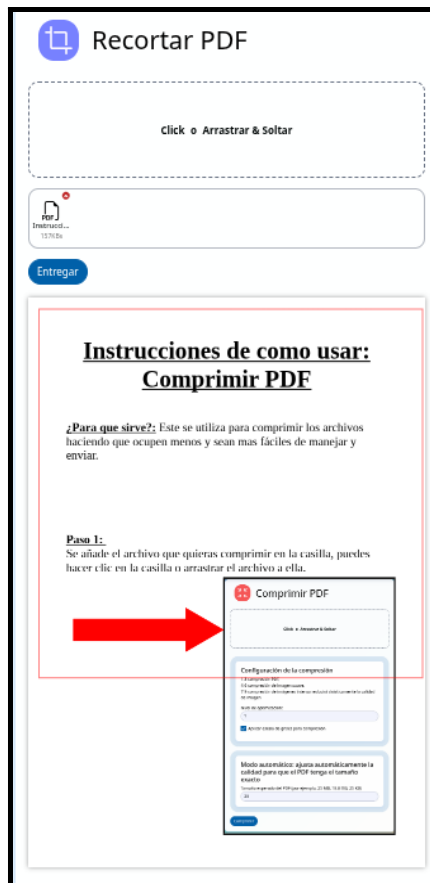 Recortar PDF
Click o Arrastrar & Soltar
PDF
Instrucci...
157KBs
Entregar
Instrucciones de como usar:
Comprimir PDF
¿Para que sirve?: Este se utiliza para comprimir los archivos
haciendo que ocupen menos y sean mas fáciles de manejar y
enviar.
Paso 1:
Se añade el archivo que quieras comprimir en la casilla, puedes
hacer clic en la casilla o arrastrar el archivo a ella.
Comprimir PDF
Click o Arrastrar & Soltar
Configuración de la compresión
Modo automático: ajusta automáticamente la
calidad para que el PDF tenga el tamaño
exacto
Comprimir